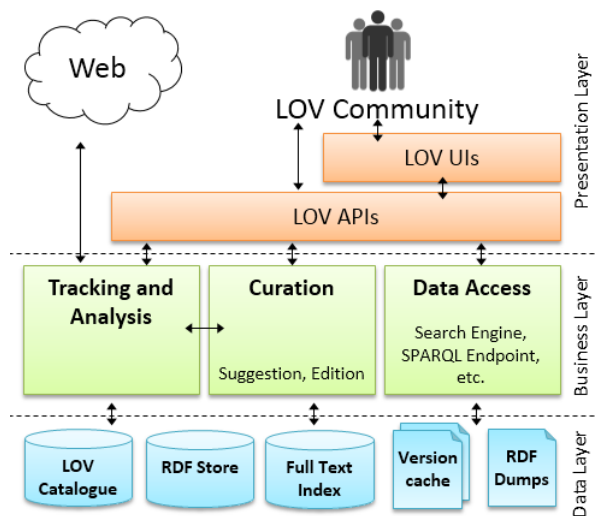 Web
LOV Community
LOV UIs
LOV APIs
Presentation Layer
Tracking and
Analysis
Curation
Suggestion, Edition
Data Access
Search Engine,
SPARQL Endpoint,
etc.
Business Layer
LOV
Catalogue
RDF Store
Full Text
Index
Version
cache
RDF
Dumps
Data Layer